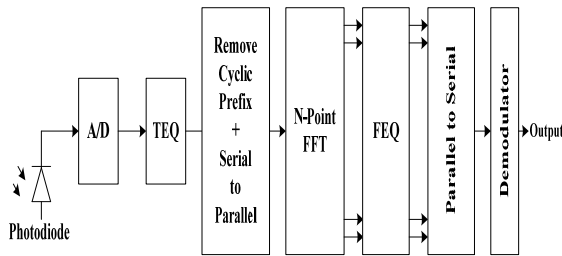 Photodiode
A/D
TEQ
Remove
Cyclic
Prefix
+
Serial
to
Parallel
N-Point
FFT
FEQ
Parallel to Serial
Demodulator
Output